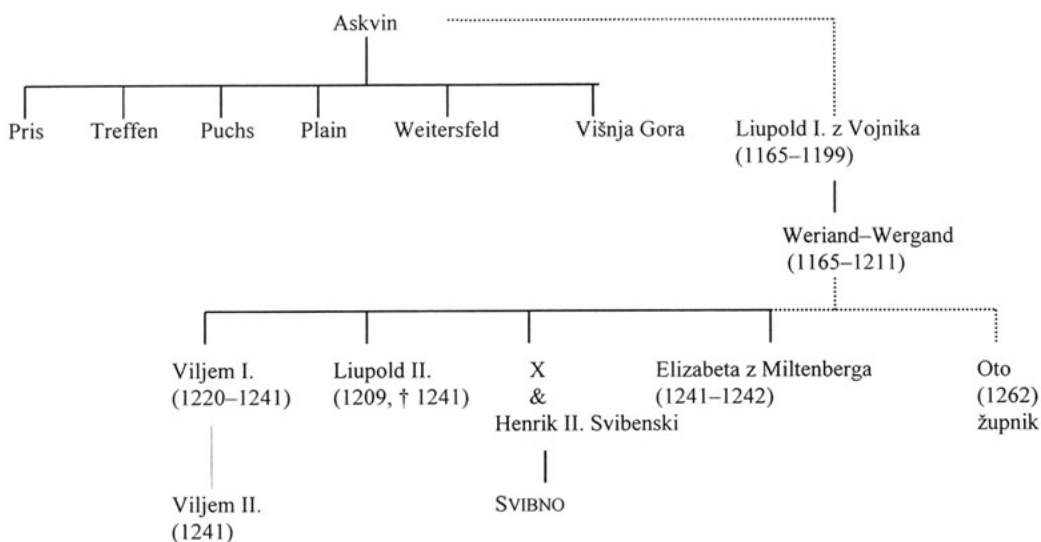 Askvin
Pris Treffen Puchs Plain Weitersfeld Višnja Gora Liupold I. z Vojnika
(1165–1199)
Weriand–Wergand
(1165–1211)
Viljem I. Liupold II. X Elizabeta z Miltenberga Oto
(1220–1241) (1209, † 1241) & (1241–1242) (1262)
Henrik II. Svibenski župnik
Viljem II. SVIBNO
(1241)